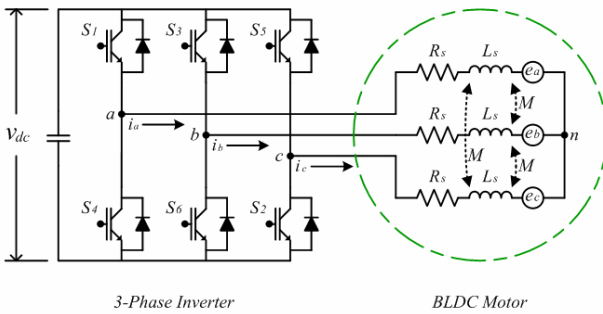 S1 S3 S5
Rs Ls ea
M
a ia
vdc b ib Rs Ls eb n
M M
c ic
Rs Ls ec
S4 S6 S2
3-Phase Inverter BLDC Motor